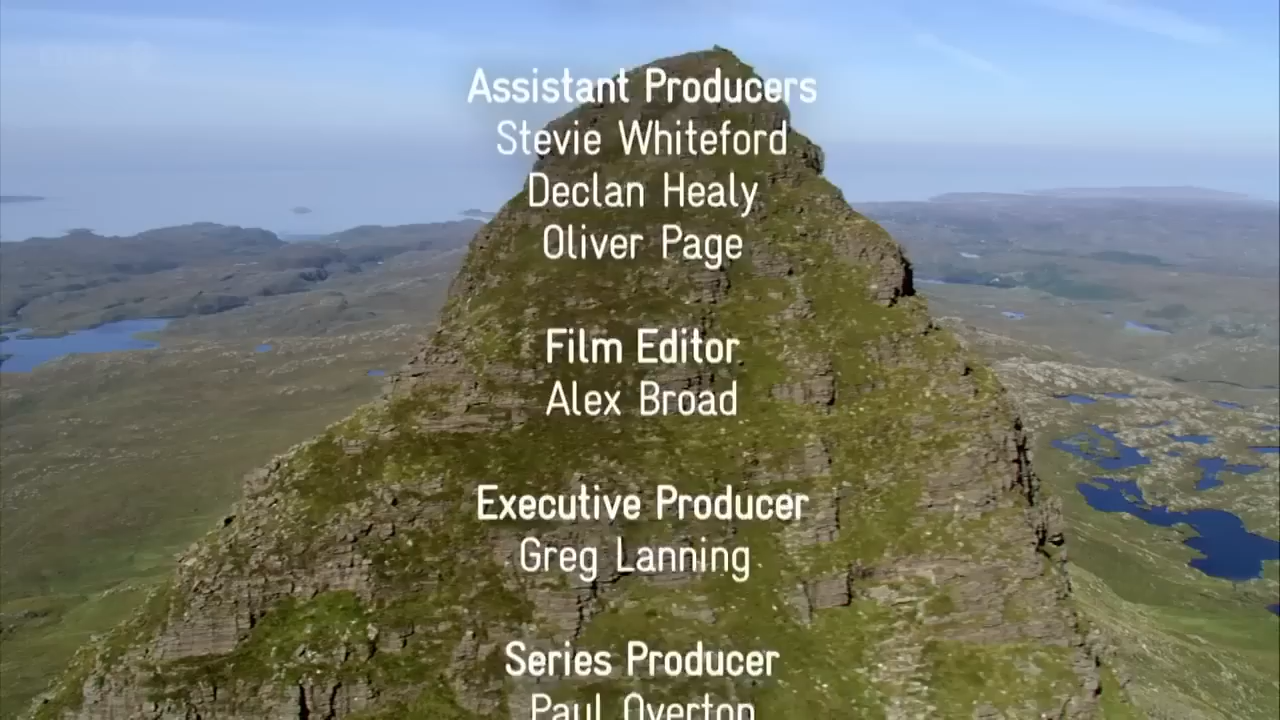 Assistant Producers
Stevie Whiteford
Declan Healy
Oliver Page
Film Editor
Alex Broad
Executive Producer
Greg Lanning
Series Producer
Paul Overton